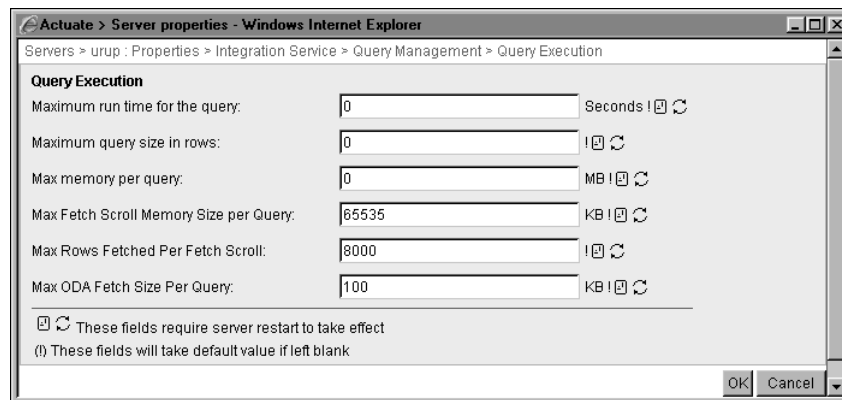 Actuate > Server properties - Windows Internet Explorer
Servers > urup : Properties > Integration Service > Query Management > Query Execution
Query Execution
Maximum run time for the query: 0 Seconds !
Maximum query size in rows: 0 !
Max memory per query: 0 MB !
Max Fetch Scroll Memory Size per Query: 65535 KB !
Max Rows Fetched Per Fetch Scroll: 8000 !
Max ODA Fetch Size Per Query: 100 KB !
These fields require server restart to take effect
(!) These fields will take default value if left blank
OK Cancel